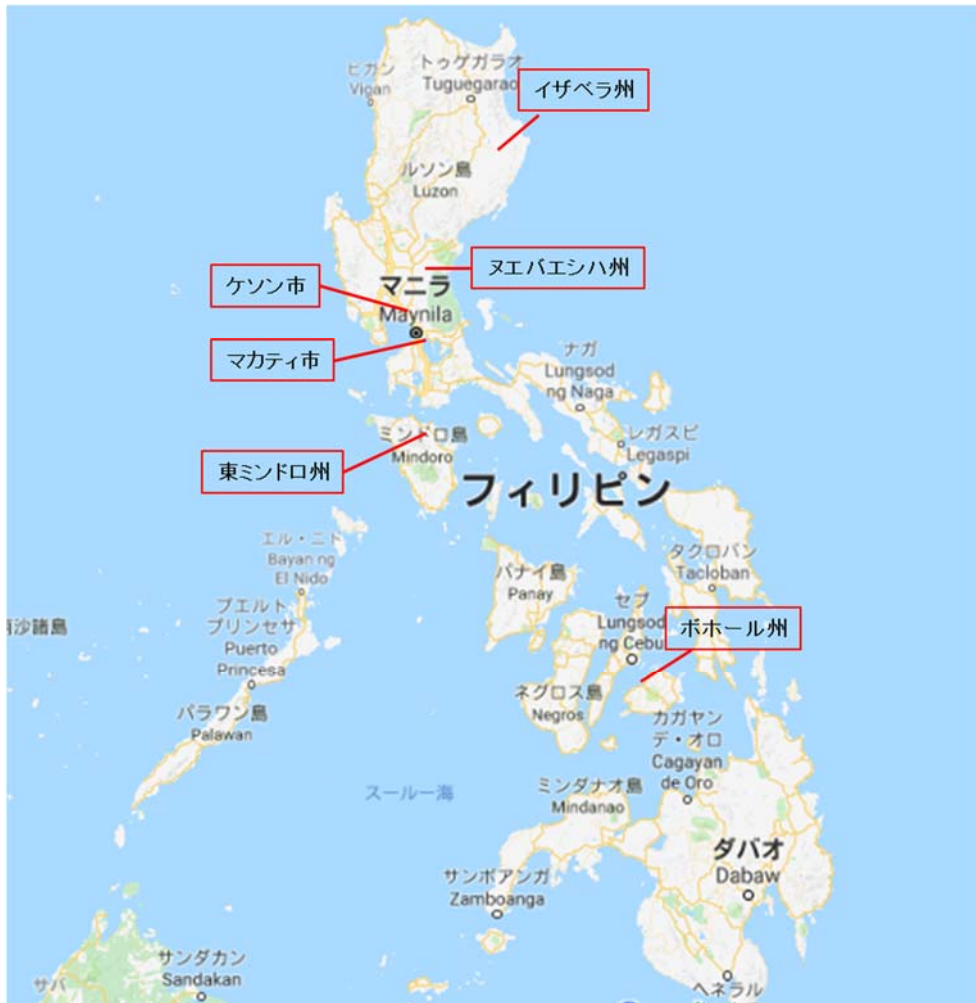 ビガン
Vigan
トゥゲガラオ
Tuguegarao
イザベラ州
ルソン島
Luzon
ヌエバエシハ州
ケソン市
マニラ
Maynila
マカティ市
ナガ
Lungsod
ng Naga
レガスピ
Legaspi
ミンドロ島
Mindoro
東ミンドロ州
フィリピン
エル・ニド
Bayan ng
El Nido
タクロバン
Tacloban
パナイ島
Panay
セブ
Lungsod
ng Cebu
ボホール州
沙諸島
プエルト
プリンセサ
Puerto
Princesa
ネグロス島
Negros
パラワン島
Palawan
カガヤン
デ・オロ
Cagayan
de Oro
スールー海
ミンダナオ島
Mindanao
ダバオ
Dabaw
サンボアンガ
Zamboanga
サンダカン
Sandakan
サバ
ヘネラル